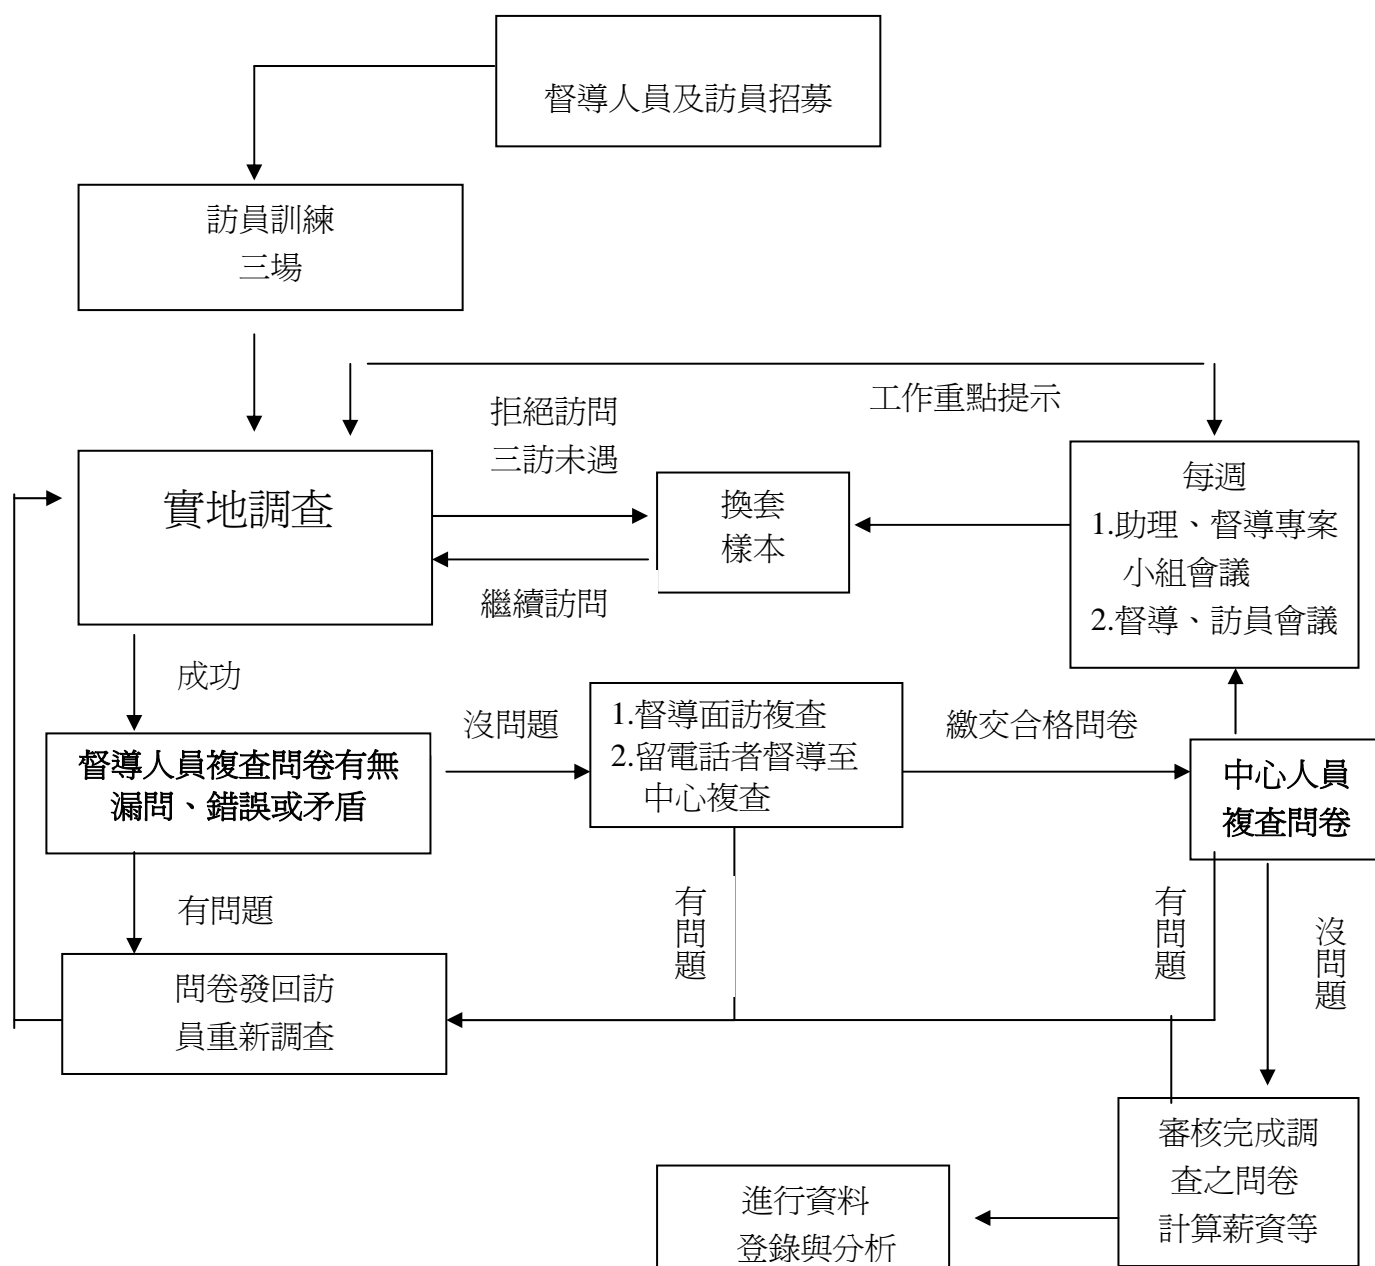 督導人員及訪員招募
訪員訓練
三場
拒絕訪問
三訪未遇
工作重點提示
實地調查
換套
樣本
每週
1.助理、督導專案
小組會議
2.督導、訪員會議
繼續訪問
成功
沒問題
1.督導面訪複查
2.留電話者督導至
中心複查
繳交合格問卷
督導人員複查問卷有無
漏問、錯誤或矛盾
中心人員
複查問卷
有問題
有問題
有問題
沒問題
問卷發回訪
員重新調查
審核完成調
查之問卷
計算薪資等
進行資料
登錄與分析